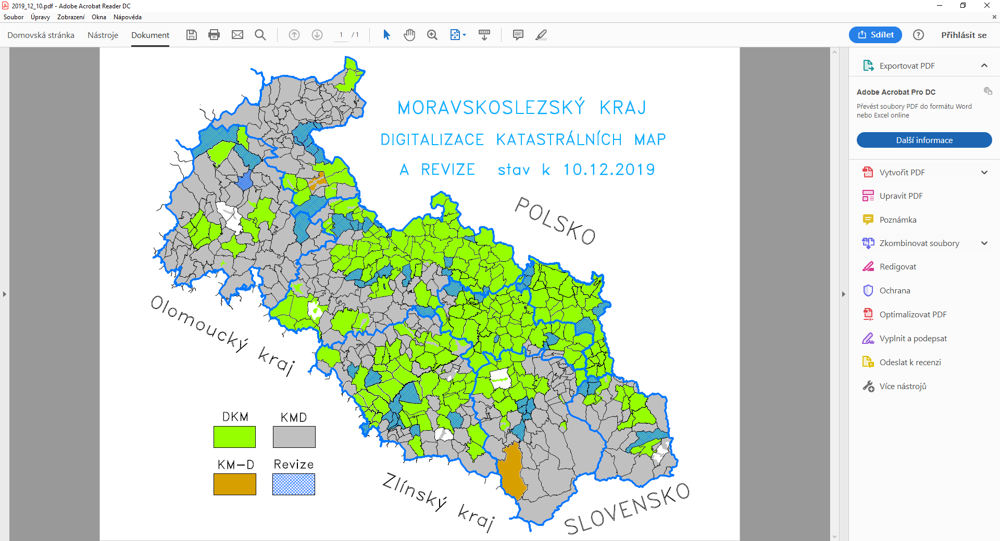 2019_12_10.pdf - Adobe Acrobat Reader DC
Soubor Úpravy Zobrazení Okna Nápověda
Domovská stránka Nástroje Dokument 1 / 1 Sdílet Přihlásit se
MORAVSKOSLEZSKÝ KRAJ
DIGITALIZACE KATASTRÁLNÍCH MAP
A REVIZE stav k 10.12.2019
POLSKO
Olomoucký kraj
DKM KMD
KM-D Revize
Zlínský kraj
SLOVENSKO
Exportovat PDF
Adobe Acrobat Pro DC
Převést soubory PDF do formátu Word
nebo Excel online
Další informace
Vytvořit PDF
Upravit PDF
Poznámka
Zkombinovat soubory
Redigovat
Ochrana
Optimalizovat PDF
Vyplnit a podepsat
Odeslat k recenzi
Více nástrojů